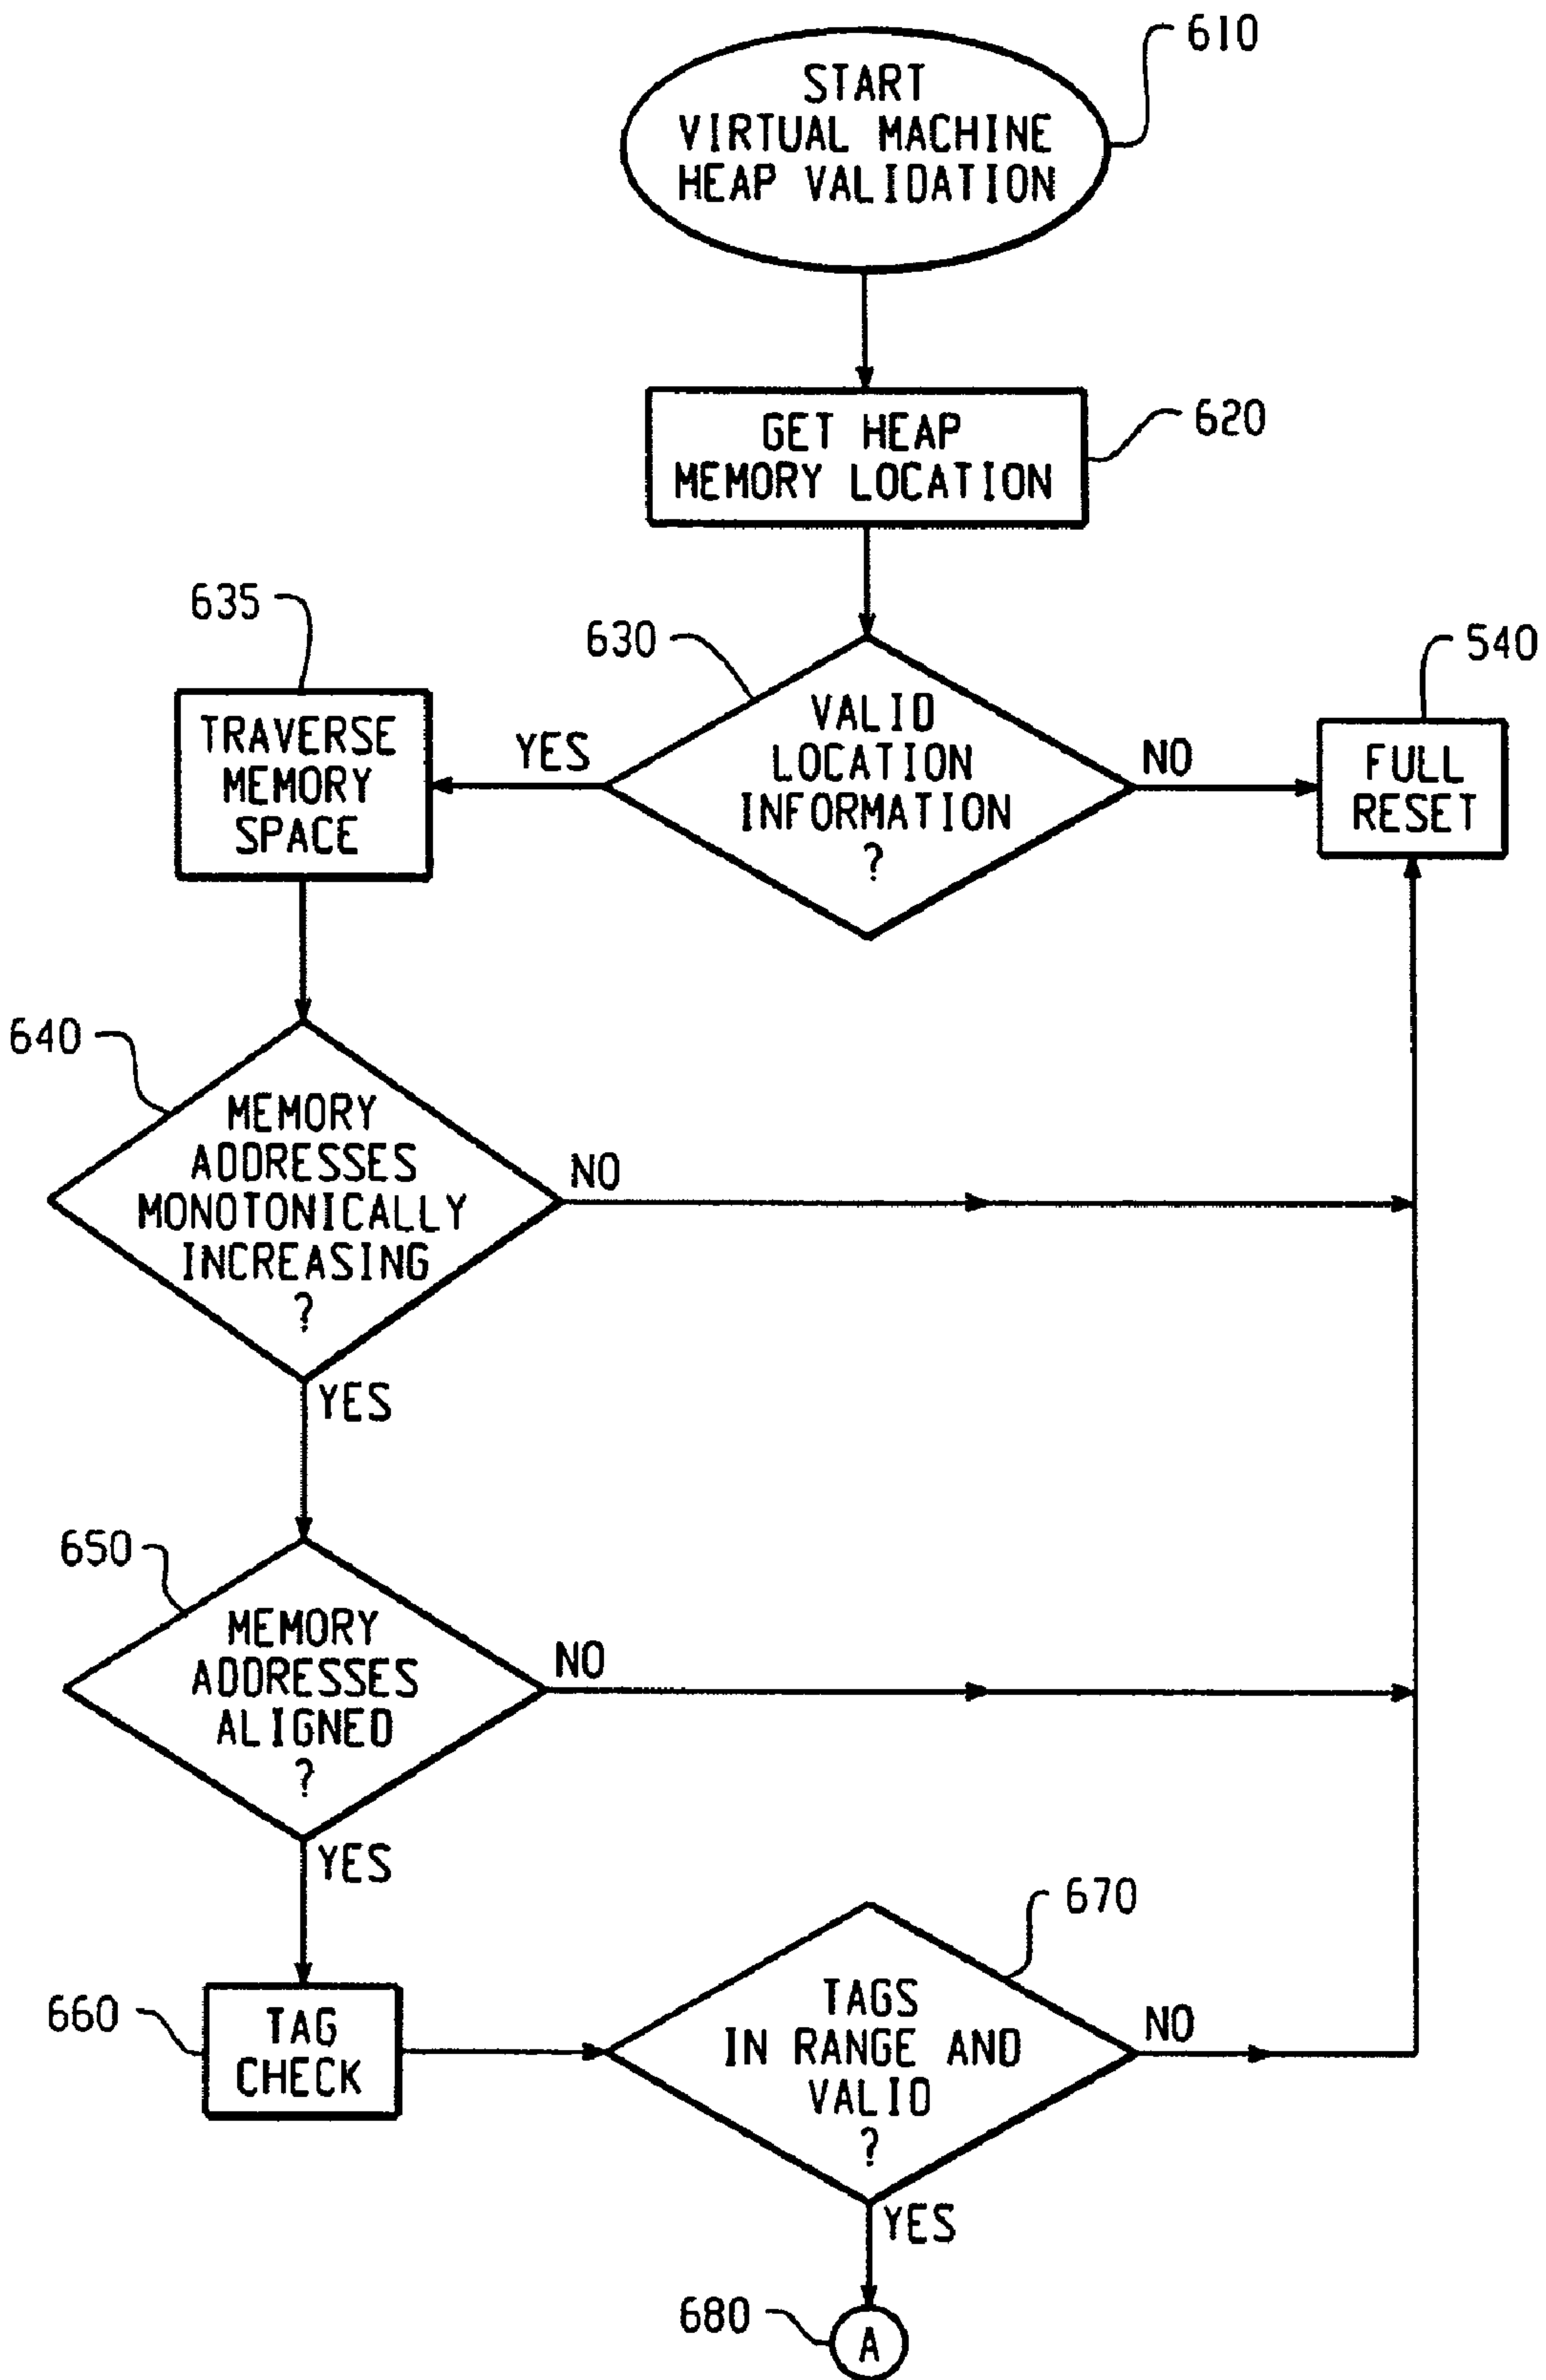 610
START
VIRTUAL MACHINE
HEAP VALIDATION
620
GET HEAP
MEMORY LOCATION
635
630
540
TRAVERSE
MEMORY
SPACE
YES
VALID
LOCATION
INFORMATION
?
NO
FULL
RESET
640
MEMORY
ADDRESSES
MONOTONICALLY
INCREASING
?
NO
YES
650
MEMORY
ADDRESSES
ALIGNED
?
NO
YES
660
TAG
CHECK
670
TAGS
IN RANGE AND
VALID
?
NO
YES
680
A